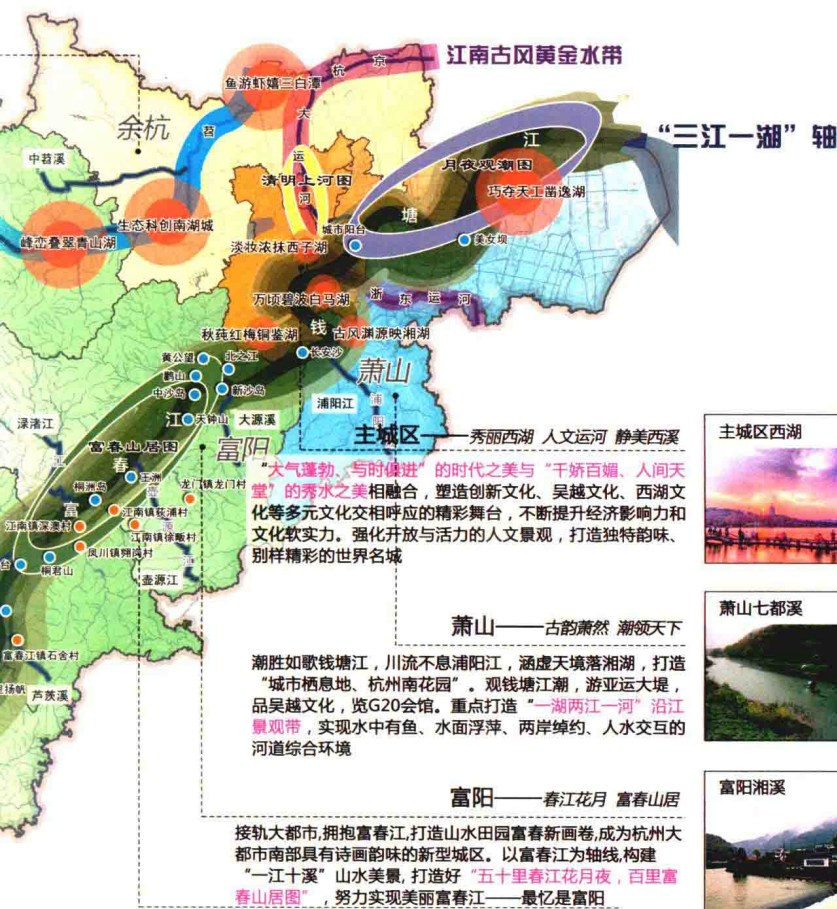 江南古风黄金水带
京
杭
大
运
河
鱼游虾嬉三白潭
余杭
苕
中苕溪
“三江一湖”轴
江
月夜观潮图
清明上河图
巧夺天工凿逸湖
塘
生态科创南湖城
城市阳台
美女坝
峰峦叠翠青山湖
淡妆浓抹西子湖
万顷碧波白马湖
浙东运河
钱
秋莼红梅铜鉴湖
古风渊源映湘湖
黄公望
北之江
长安沙
萧山
鹳山
中沙岛
新沙岛
浦阳江
浦
阳
渌渚江
江
天钟山
大源溪
富春山居图
富阳
江
春
王洲
龙门镇龙门村
桐洲岛
壶
源
江
富
江南镇荻浦村
江南镇深澳村
江南镇徐畈村
凤川镇翙岗村
台
桐君山
壶源江
富春江镇石舍村
里扬帆
芦茨溪
主城区——秀丽西湖 人文运河 静美西溪
“大气蓬勃、与时俱进”的时代之美与“千娇百媚、人间天
堂”的秀水之美相融合，塑造创新文化、吴越文化、西湖文
化等多元文化交相呼应的精彩舞台，不断提升经济影响力和
文化软实力。强化开放与活力的人文景观，打造独特韵味、
别样精彩的世界名城
主城区西湖
萧山——古韵萧然 潮领天下
潮胜如歌钱塘江，川流不息浦阳江，涵虚天境落湘湖，打造
“城市栖息地、杭州南花园”。观钱塘江潮，游亚运大堤，
品吴越文化，览G20会馆。重点打造“一湖两江一河”沿江
景观带，实现水中有鱼、水面浮萍、两岸绰约、人水交互的
河道综合环境
萧山七都溪
富阳——春江花月 富春山居
接轨大都市,拥抱富春江,打造山水田园富春新画卷,成为杭州大
都市南部具有诗画韵味的新型城区。以富春江为轴线,构建
“一江十溪”山水美景, 打造好“五十里春江花月夜，百里富
春山居图”，努力实现美丽富春江——最忆是富阳
富阳湘溪